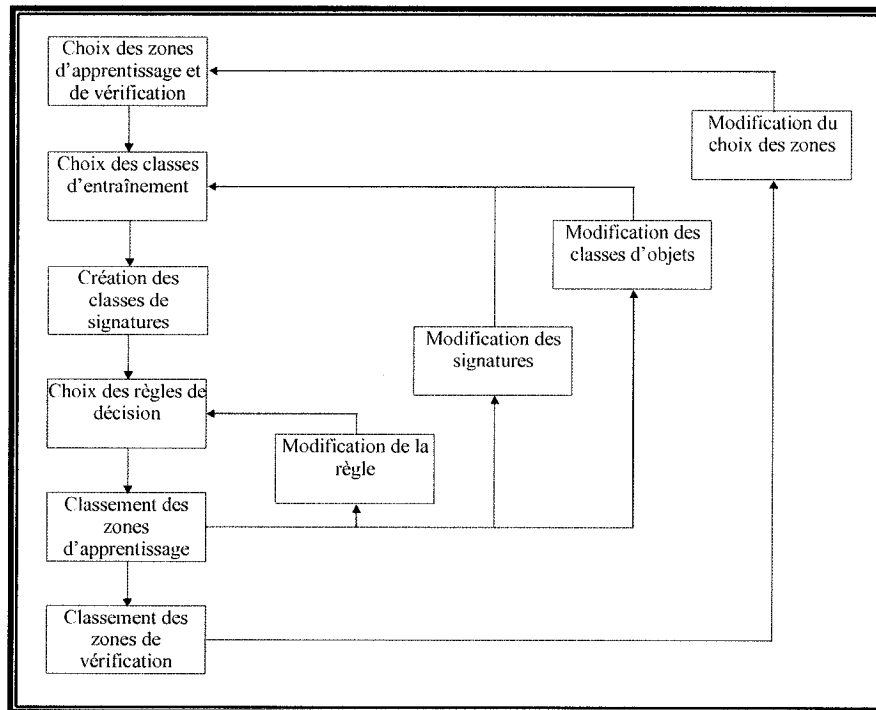 Choix des zones
d'apprentissage et
de vérification
Modification du
choix des zones
Choix des classes
d'entraînement
Modification des
classes d'objets
Création des
classes de
signatures
Modification des
signatures
Choix des règles de
décision
Modification de la
règle
Classement des
zones
d'apprentissage
Classement des
zones de
vérification